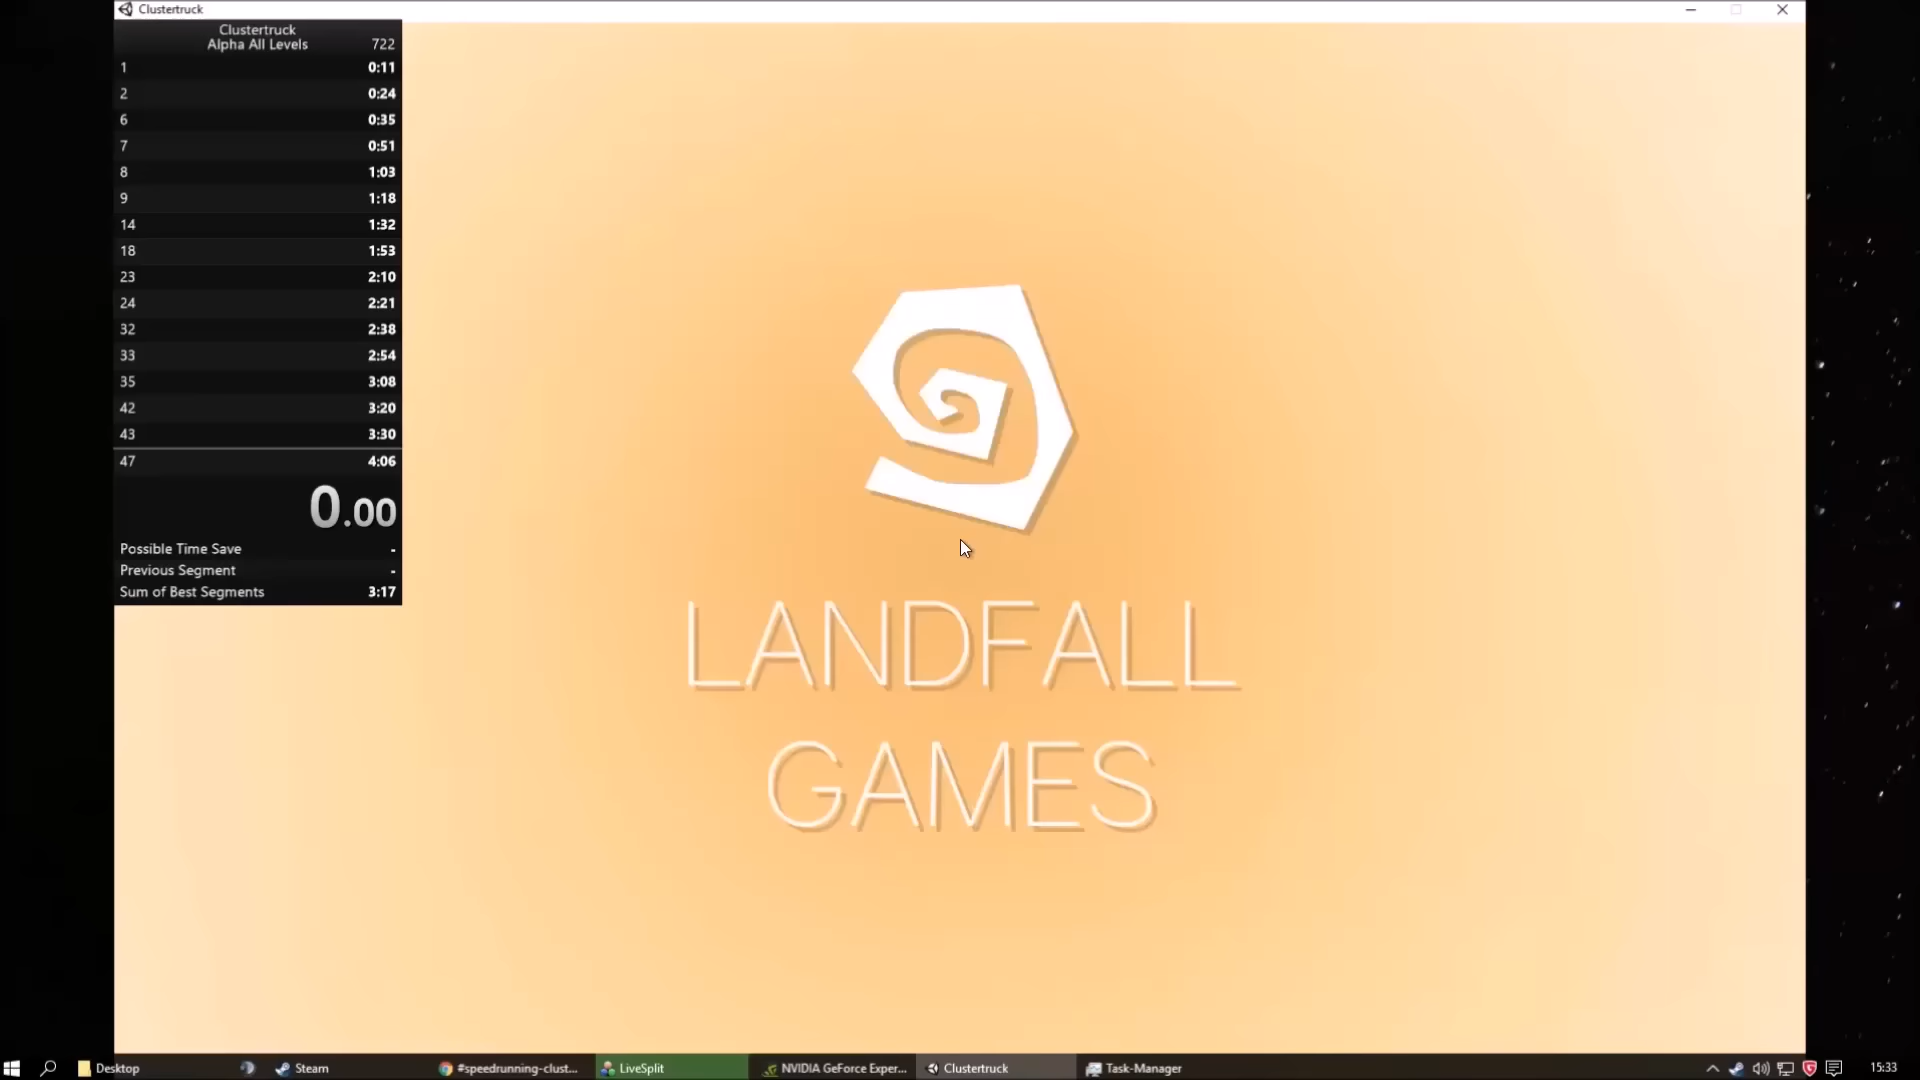 Clustertruck
Clustertruck
Alpha All Levels 722
1 0:11
2 0:24
6 0:35
7 0:51
8 1:03
9 1:18
14 1:32
18 1:53
23 2:10
24 2:21
32 2:38
33 2:54
35 3:08
42 3:20
43 3:30
47 4:06
0.00
Possible Time Save -
Previous Segment -
Sum of Best Segments 3:17
LANDFALL
GAMES
Desktop Steam #speedrunning-clust... LiveSplit NVIDIA GeForce Exper... Clustertruck Task-Manager 15:33